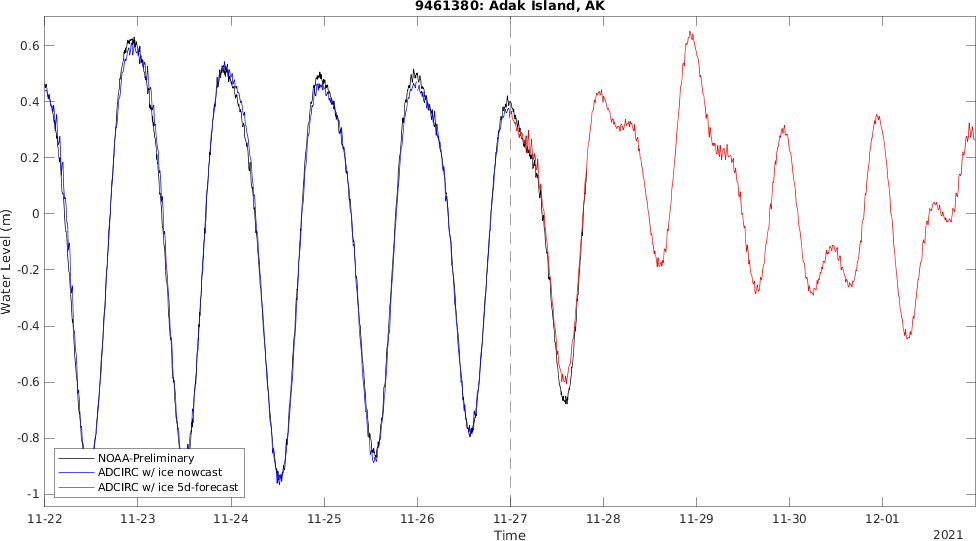 9461380: Adak Island, AK
Water Level (m)
0.6
0.4
0.2
0
-0.2
-0.4
-0.6
-0.8
-1
NOAA-Preliminary
ADCIRC w/ ice nowcast
ADCIRC w/ ice 5d-forecast
11-22 11-23 11-24 11-25 11-26 11-27 11-28 11-29 11-30 12-01
Time
2021